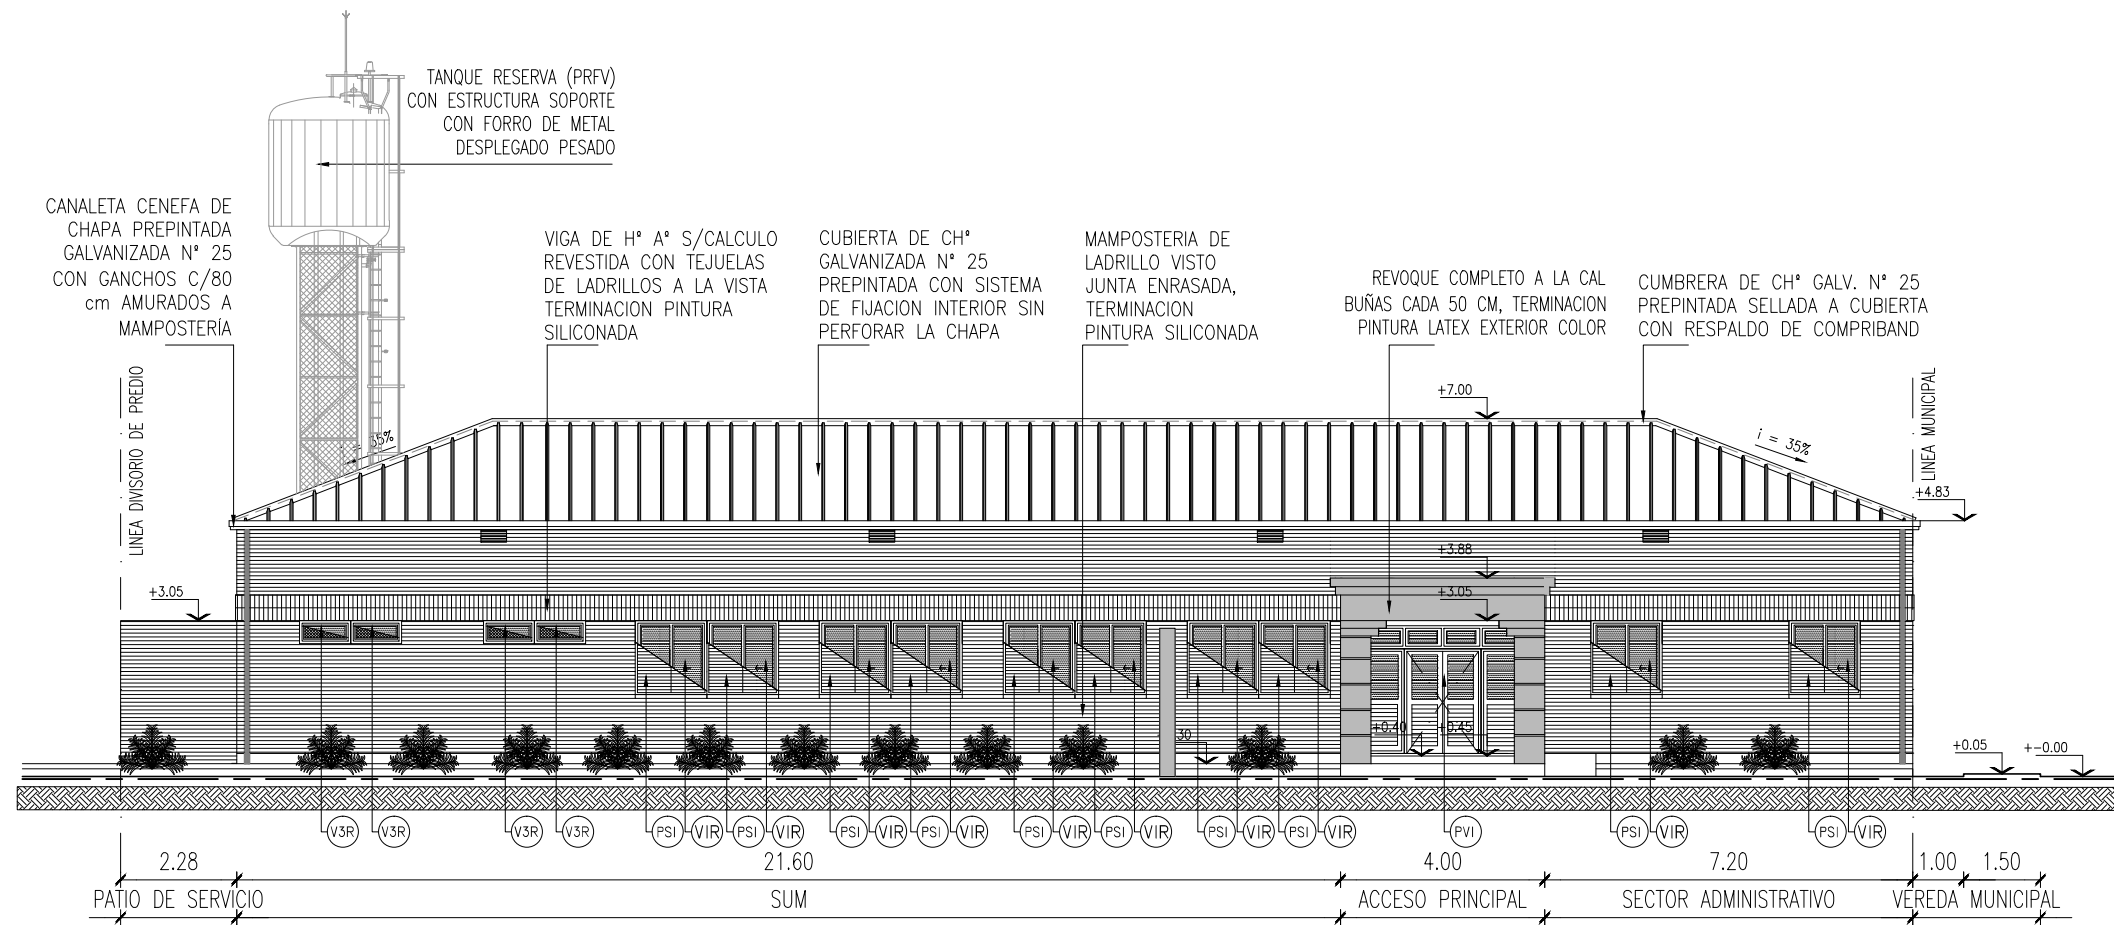 TANQUE RESERVA (PRFV)
CON ESTRUCTURA SOPORTE
CON FORRO DE METAL
DESPLEGADO PESADO
CANALETA CENEFA DE
CHAPA PREPINTADA
GALVANIZADA Nº 25
CON GANCHOS C/80
cm AMURADOS A
MAMPOSTERÍA
VIGA DE Hº Aº S/CALCULO
REVESTIDA CON TEJUELAS
DE LADRILLOS A LA VISTA
TERMINACION PINTURA
SILICONADA
CUBIERTA DE CHº
GALVANIZADA Nº 25
PREPINTADA CON SISTEMA
DE FIJACION INTERIOR SIN
PERFORAR LA CHAPA
MAMPOSTERIA DE
LADRILLO VISTO
JUNTA ENRASADA,
TERMINACION
PINTURA SILICONADA
REVOQUE COMPLETO A LA CAL
BUÑAS CADA 50 CM, TERMINACION
PINTURA LATEX EXTERIOR COLOR
CUMBRERA DE CHº GALV. Nº 25
PREPINTADA SELLADA A CUBIERTA
CON RESPALDO DE COMPRIBAND
LINEA DIVISORIO DE PREDIO
LINEA MUNICIPAL
+7.00
35%
i = 35%
+4.83
+3.88
+3.05
+3.05
+0.40
+0.45
30
+0.05
+-0.00
V3R V3R V3R V3R PSI VIR PSI VIR PSI VIR PSI VIR PSI VIR PSI VIR PSI VIR PSI VIR PVI PSI VIR PSI VIR
2.28 21.60 4.00 7.20 1.00 1.50
PATIO DE SERVICIO SUM ACCESO PRINCIPAL SECTOR ADMINISTRATIVO VEREDA MUNICIPAL